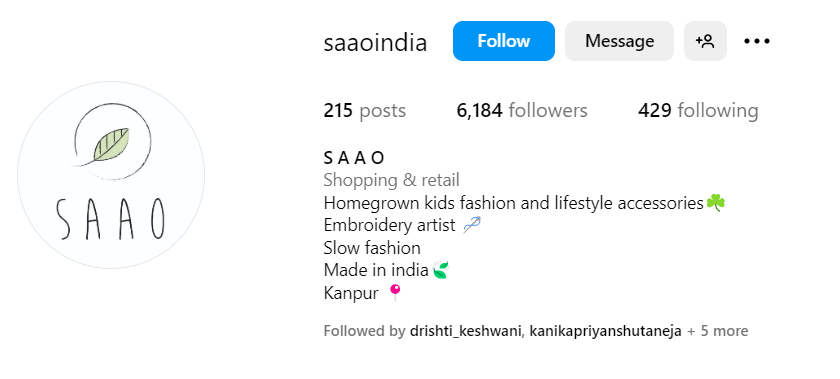 saaoindia Follow Message
215 posts 6,184 followers 429 following
S A A O
S A A O
Shopping & retail
Homegrown kids fashion and lifestyle accessories☘️
Embroidery artist 🪡
Slow fashion
Made in india🍃
Kanpur 📍
Followed by drishti_keshwani, kanikapriyanshutaneja + 5 more